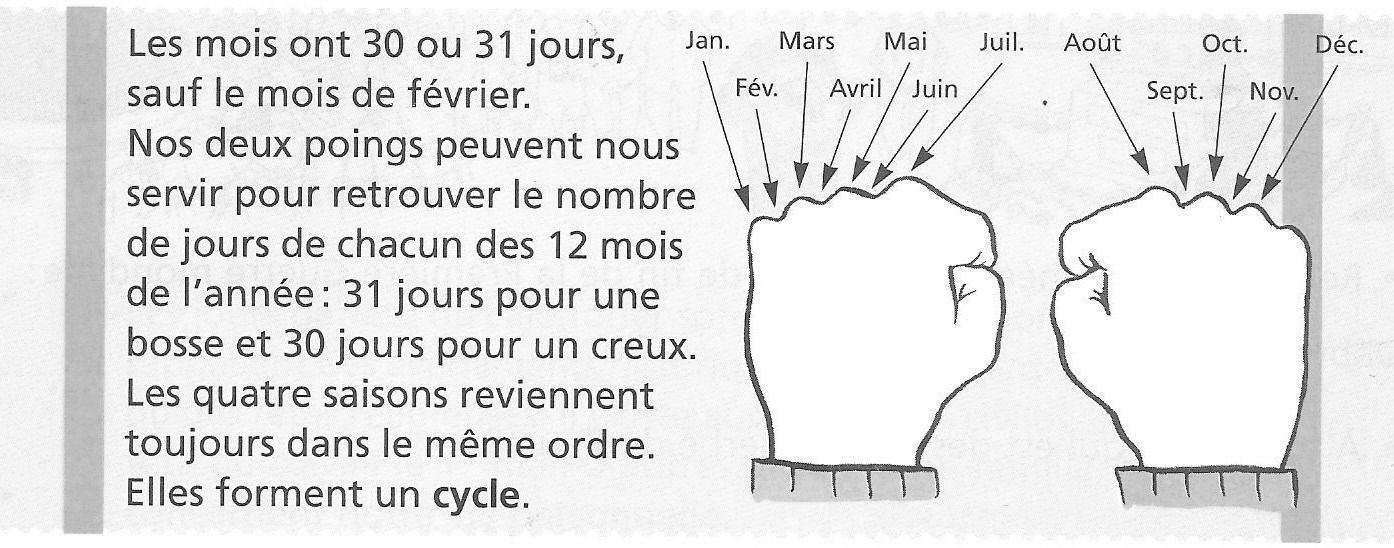 Les mois ont 30 ou 31 jours,
sauf le mois de février.
Nos deux poings peuvent nous
servir pour retrouver le nombre
de jours de chacun des 12 mois
de l'année : 31 jours pour une
bosse et 30 jours pour un creux.
Les quatre saisons reviennent
toujours dans le même ordre.
Elles forment un cycle.
Jan. Mars Mai Juil. Août Oct. Déc.
Fév. Avril Juin Sept. Nov.